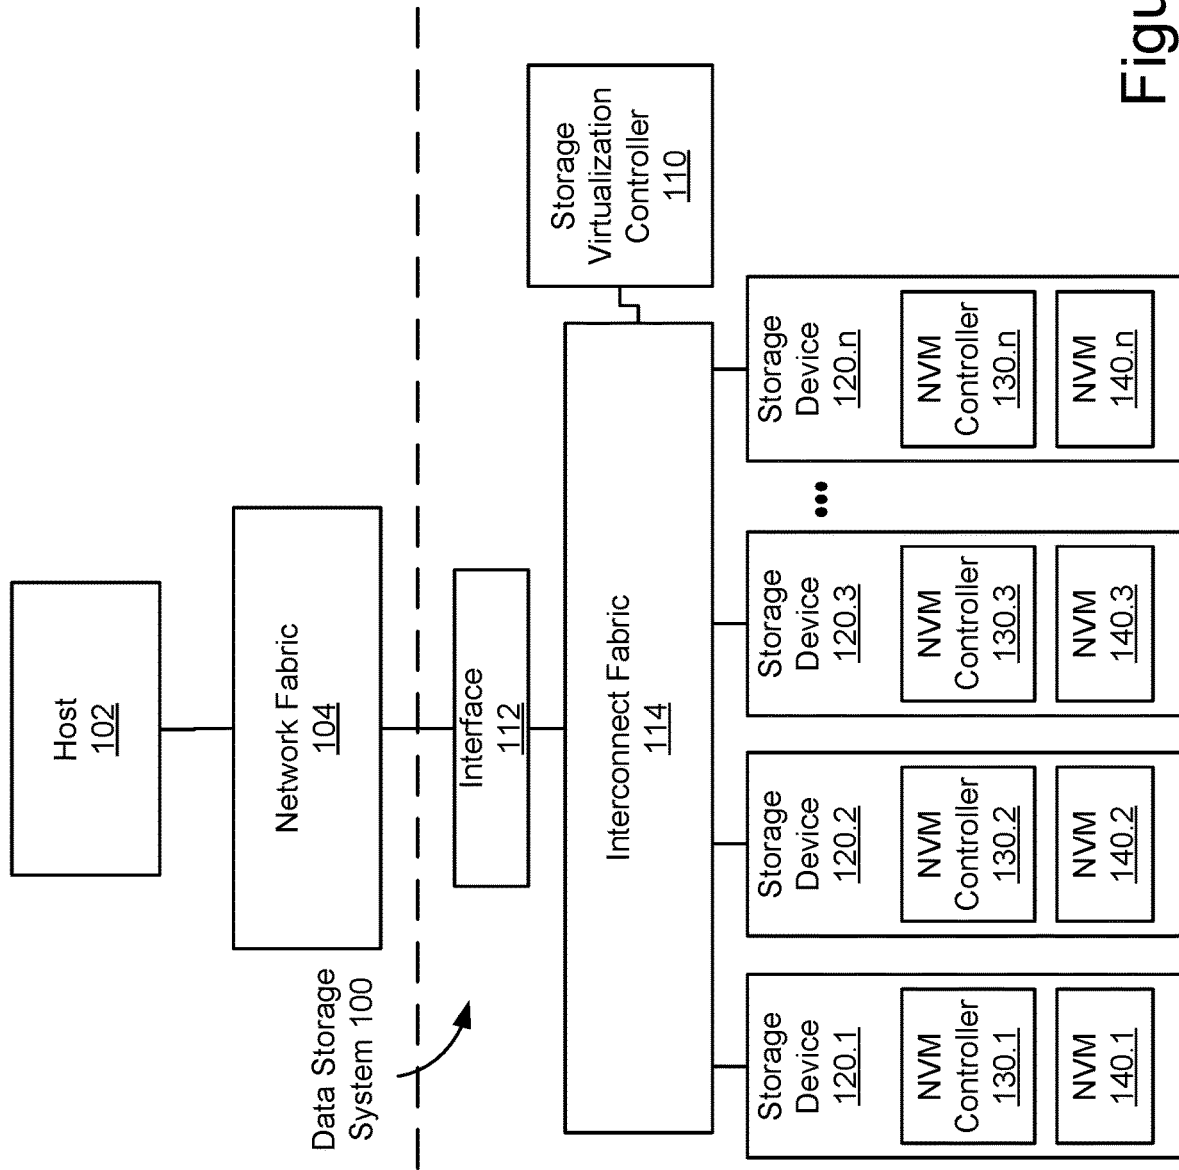 Host
102
Network Fabric
104
Data Storage
System 100
Interface
112
Interconnect Fabric
114
Storage
Virtualization
Controller
110
Storage
Device
120.1
NVM
Controller
130.1
NVM
140.1
Storage
Device
120.2
NVM
Controller
130.2
NVM
140.2
Storage
Device
120.3
NVM
Controller
130.3
NVM
140.3
Storage
Device
120.n
NVM
Controller
130.n
NVM
140.n